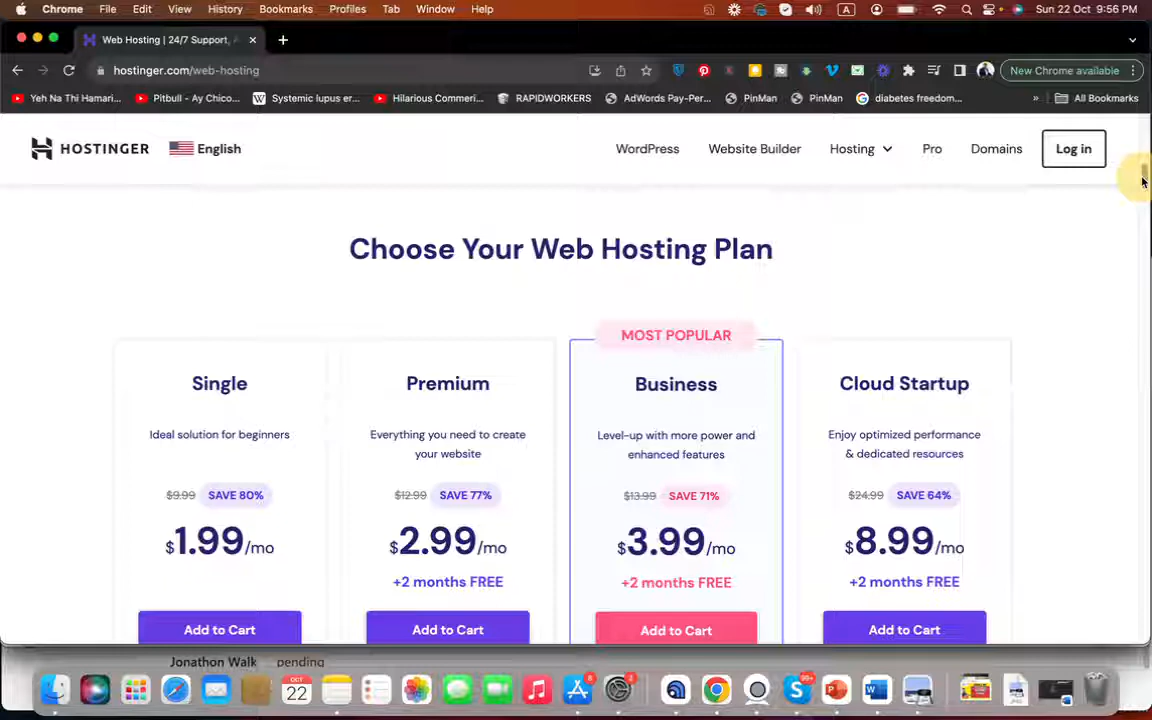 Chrome File Edit View History Bookmarks Profiles Tab Window Help A Sun 22 Oct 9:56 PM
Web Hosting | 24/7 Support,
hostinger.com/web-hosting New Chrome available
Yeh Na Thi Hamari... Pitbull - Ay Chico... Systemic lupus er... Hilarious Commeri... RAPIDWORKERS AdWords Pay-Per... PinMan PinMan diabetes freedom... » All Bookmarks
HOSTINGER English WordPress Website Builder Hosting Pro Domains Log in
Choose Your Web Hosting Plan
MOST POPULAR
Single Premium Business Cloud Startup
Ideal solution for beginners Everything you need to create Level-up with more power and Enjoy optimized performance
your website enhanced features & dedicated resources
$9.99 SAVE 80% $12.99 SAVE 77% $13.99 SAVE 71% $24.99 SAVE 64%
$1.99/mo $2.99/mo $3.99/mo $8.99/mo
+2 months FREE +2 months FREE +2 months FREE
Add to Cart Add to Cart Add to Cart Add to Cart
Jonathon Walk pending
OCT
22